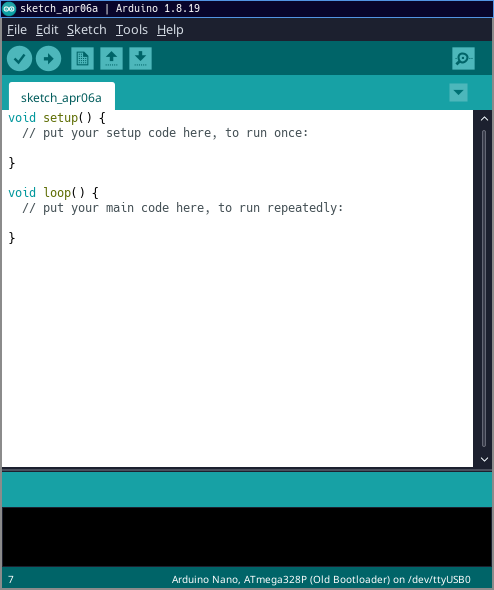 sketch_apr06a | Arduino 1.8.19
File Edit Sketch Tools Help
sketch_apr06a
void setup() {
  // put your setup code here, to run once:
}
void loop() {
  // put your main code here, to run repeatedly:
}
7 Arduino Nano, ATmega328P (Old Bootloader) on /dev/ttyUSB0